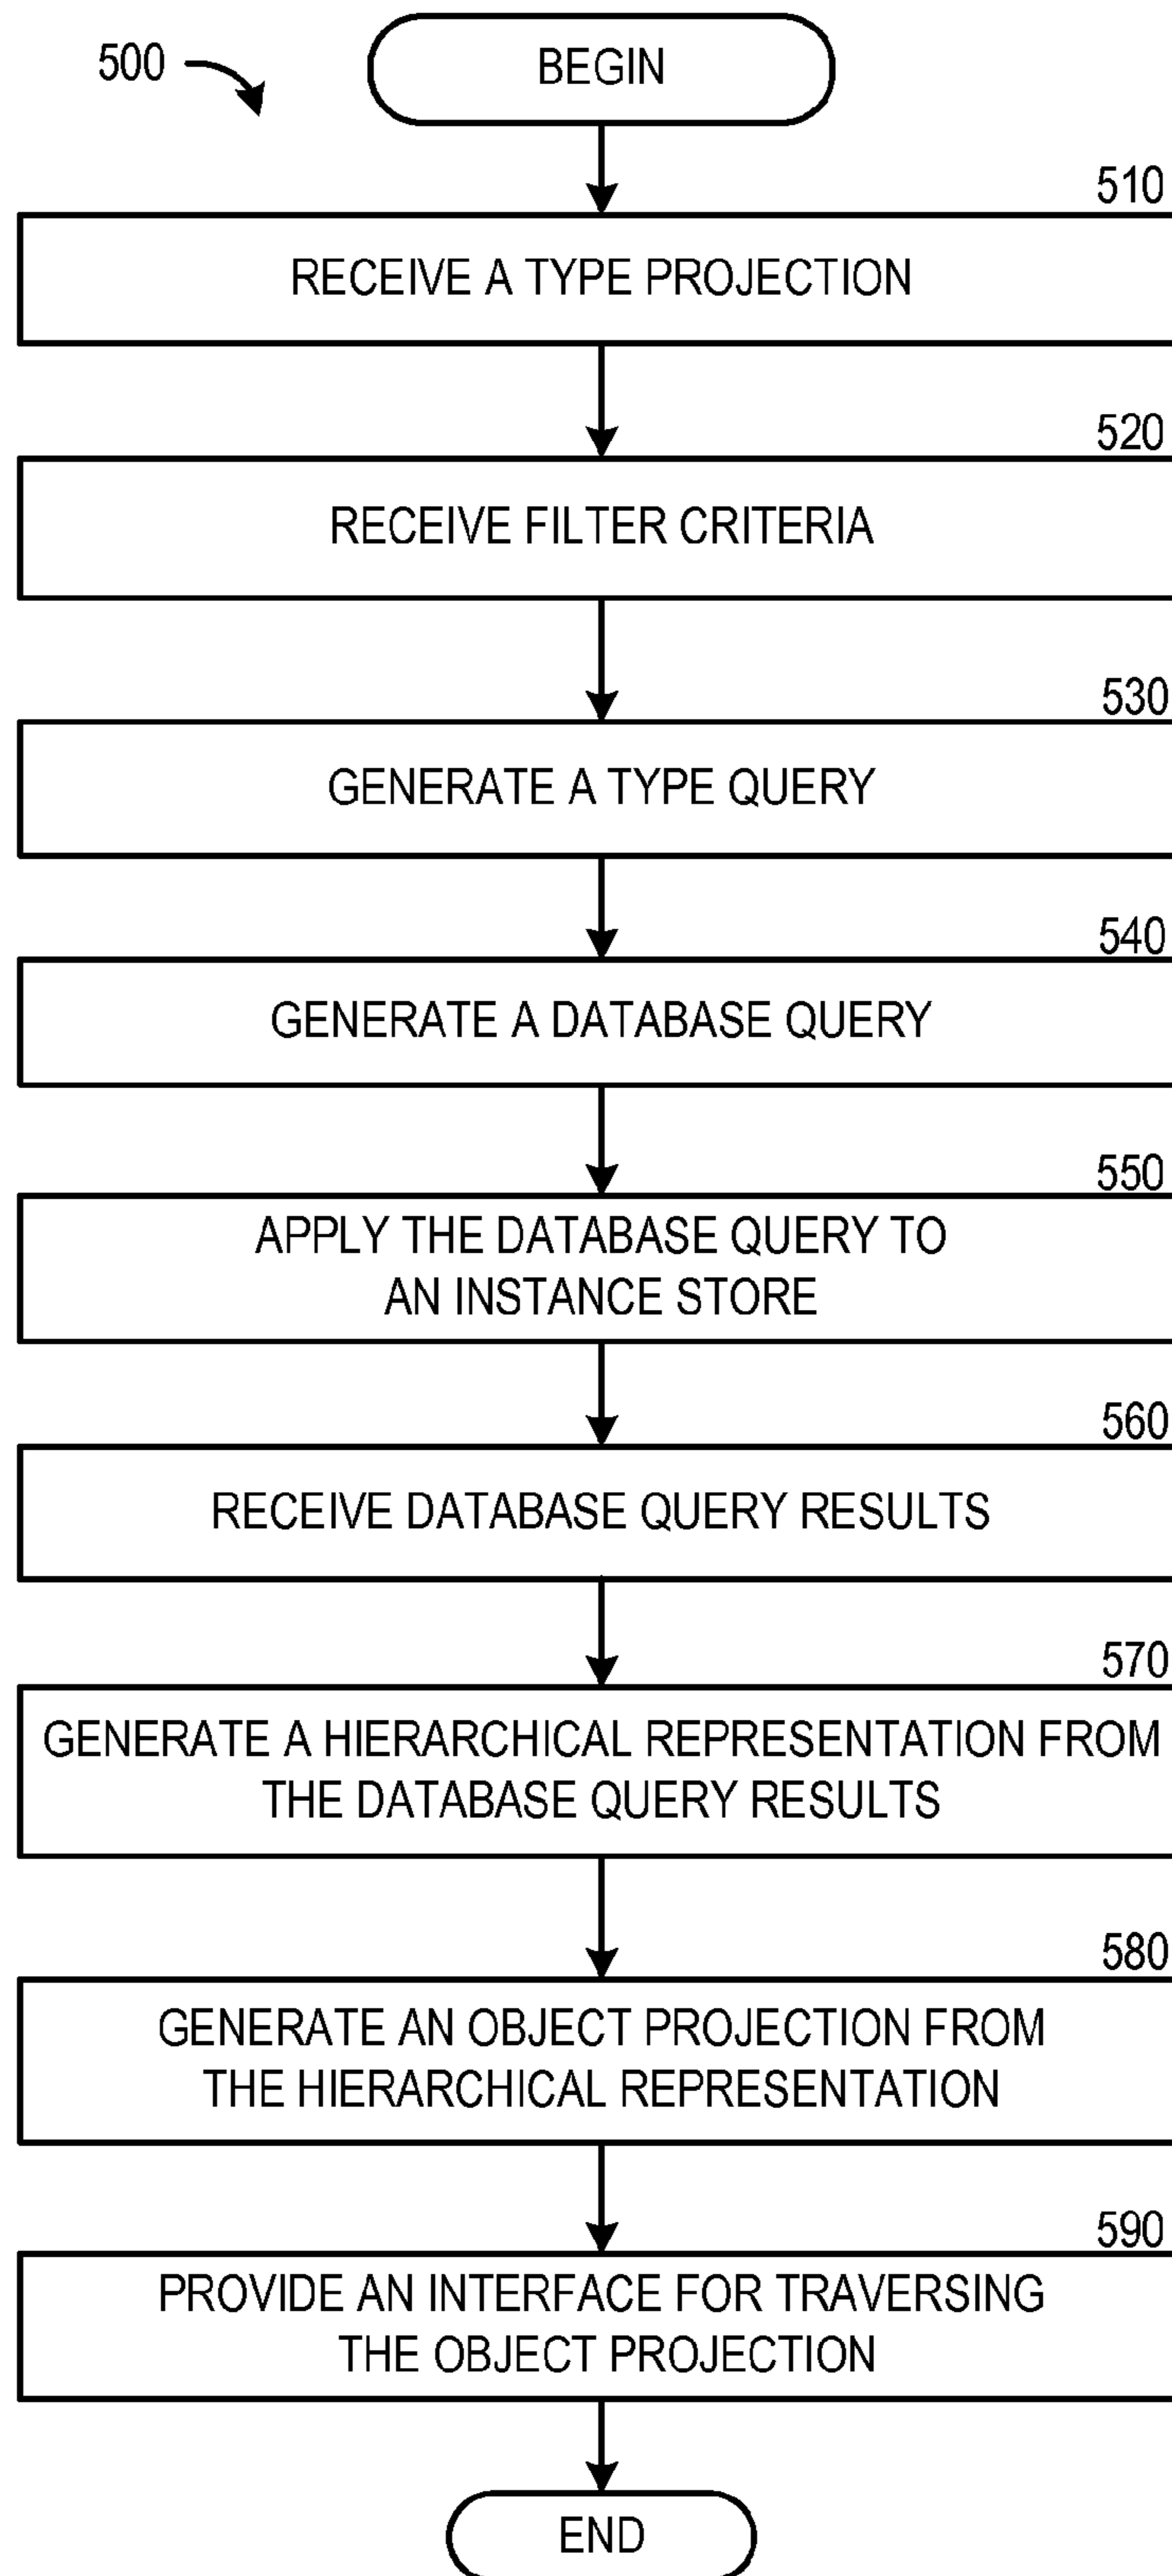 500
BEGIN
510
RECEIVE A TYPE PROJECTION
520
RECEIVE FILTER CRITERIA
530
GENERATE A TYPE QUERY
540
GENERATE A DATABASE QUERY
550
APPLY THE DATABASE QUERY TO
AN INSTANCE STORE
560
RECEIVE DATABASE QUERY RESULTS
570
GENERATE A HIERARCHICAL REPRESENTATION FROM
THE DATABASE QUERY RESULTS
580
GENERATE AN OBJECT PROJECTION FROM
THE HIERARCHICAL REPRESENTATION
590
PROVIDE AN INTERFACE FOR TRAVERSING
THE OBJECT PROJECTION
END